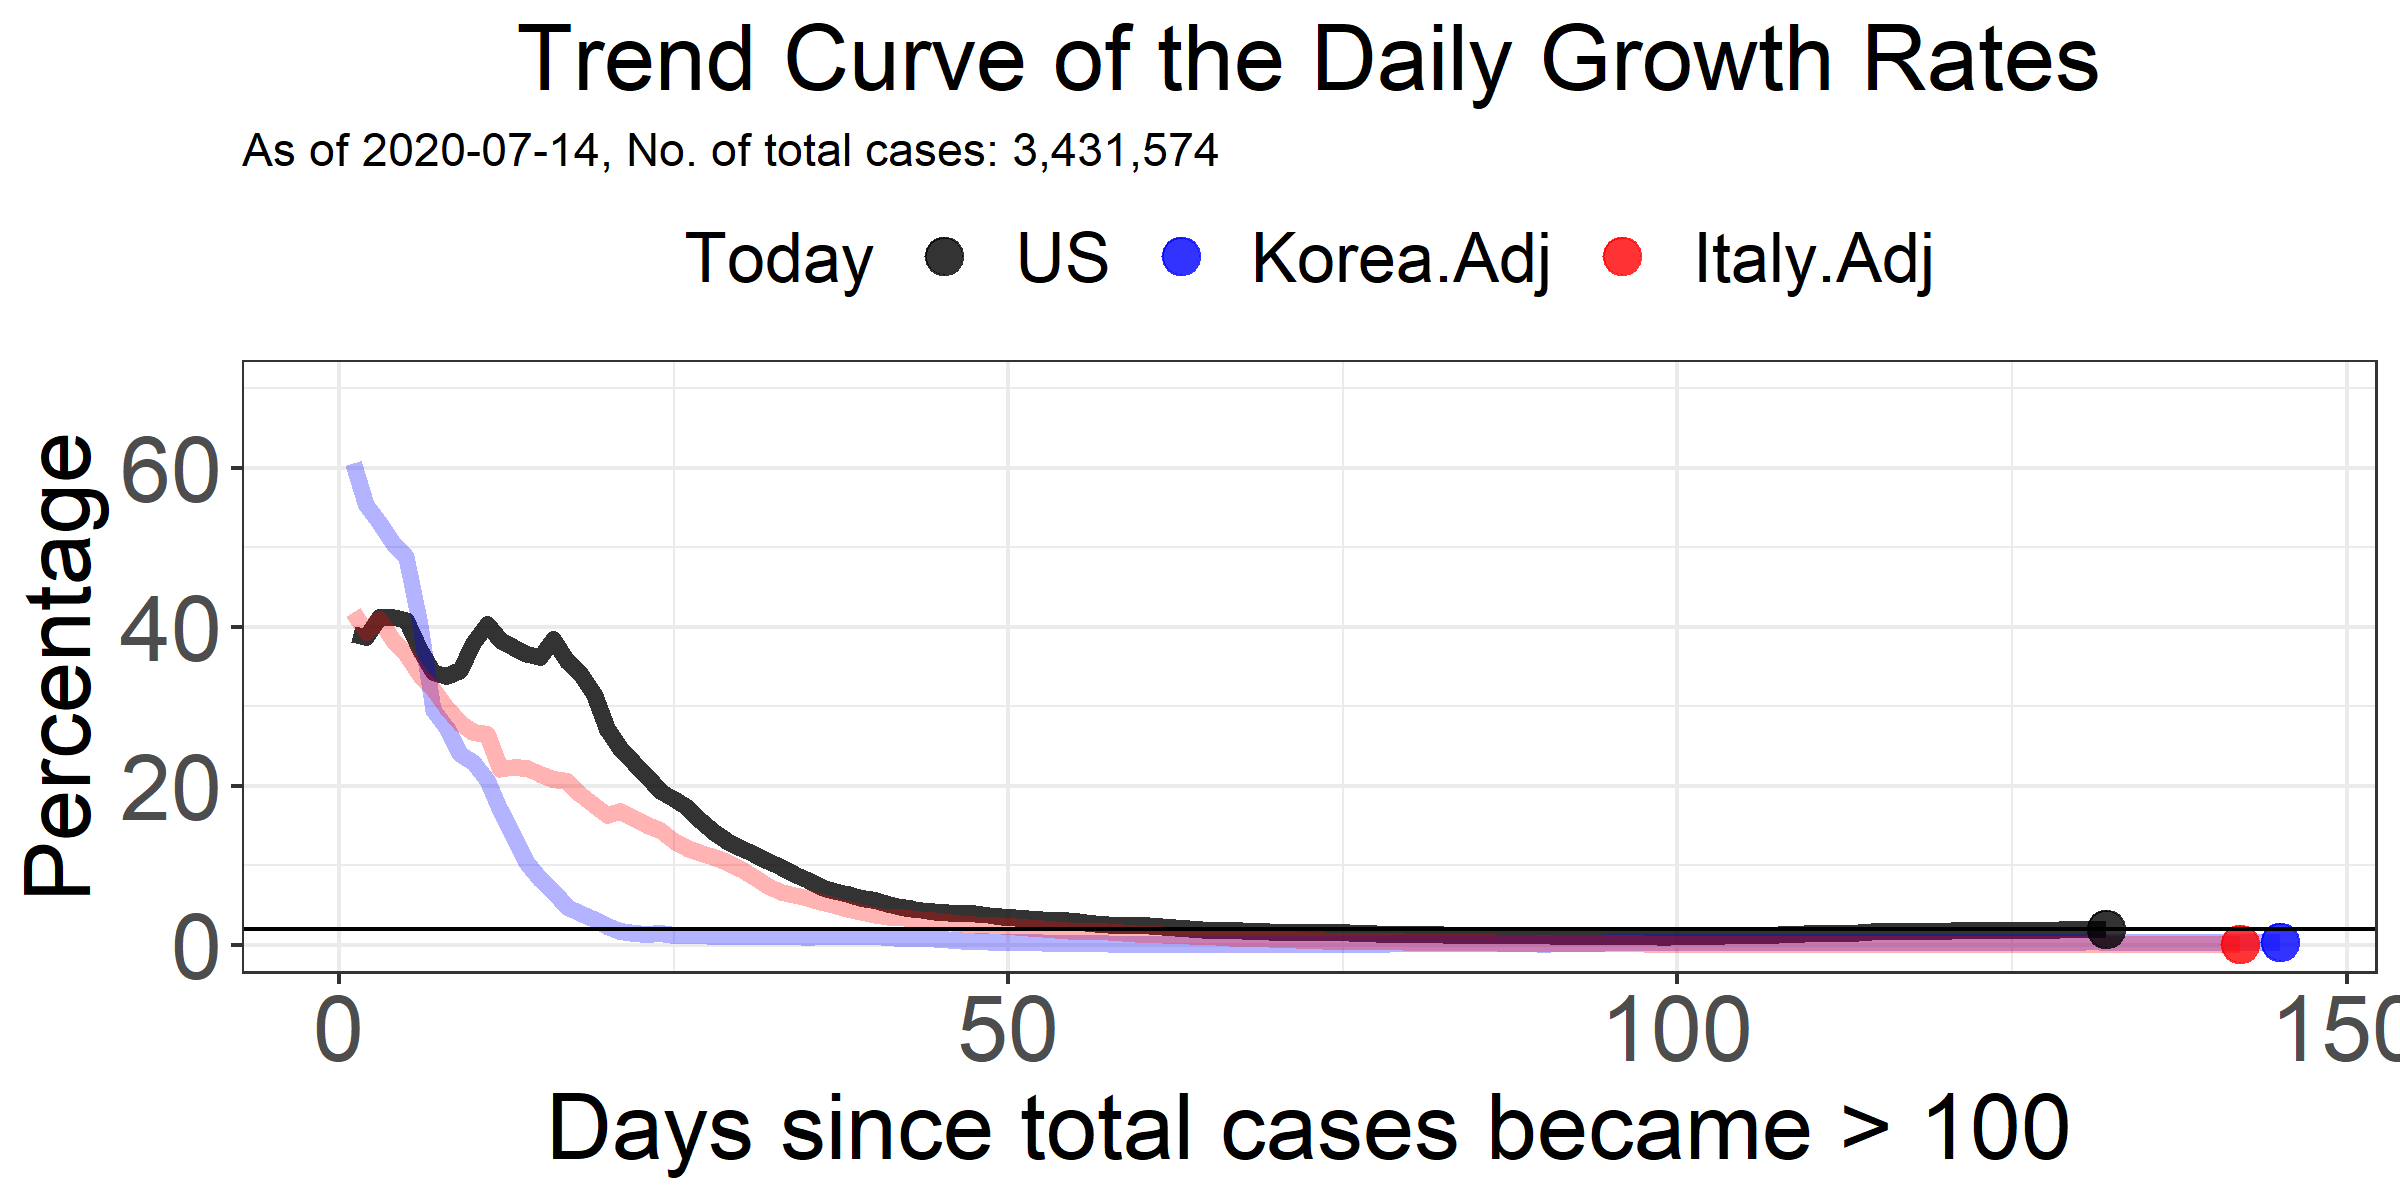 Trend Curve of the Daily Growth Rates
As of 2020-07-14, No. of total cases: 3,431,574
Today US Korea.Adj Italy.Adj
Percentage
60
40
20
0
0 50 100 150
Days since total cases became > 100